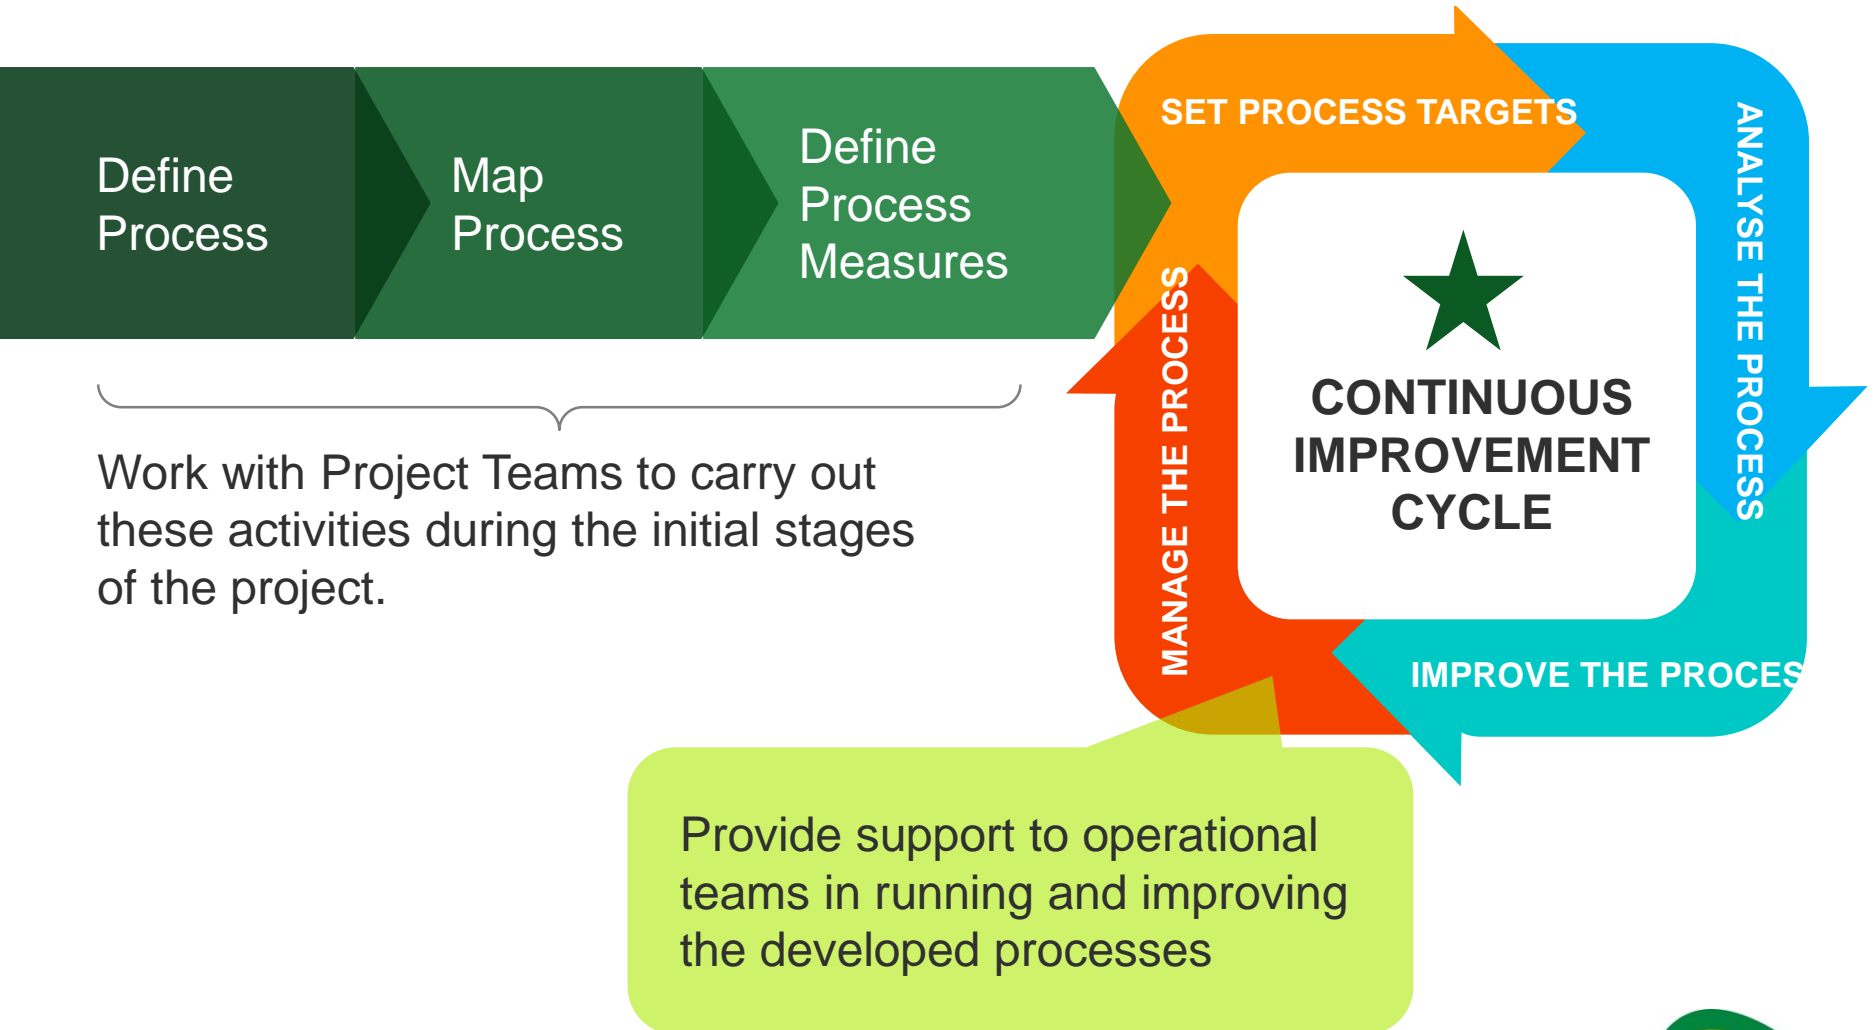 Define
Process
Map
Process
Define
Process
Measures
Work with Project Teams to carry out
these activities during the initial stages
of the project.
SET PROCESS TARGETS
ANALYSE THE PROCESS
IMPROVE THE PROCES
MANAGE THE PROCESS
CONTINUOUS
IMPROVEMENT
CYCLE
Provide support to operational
teams in running and improving
the developed processes